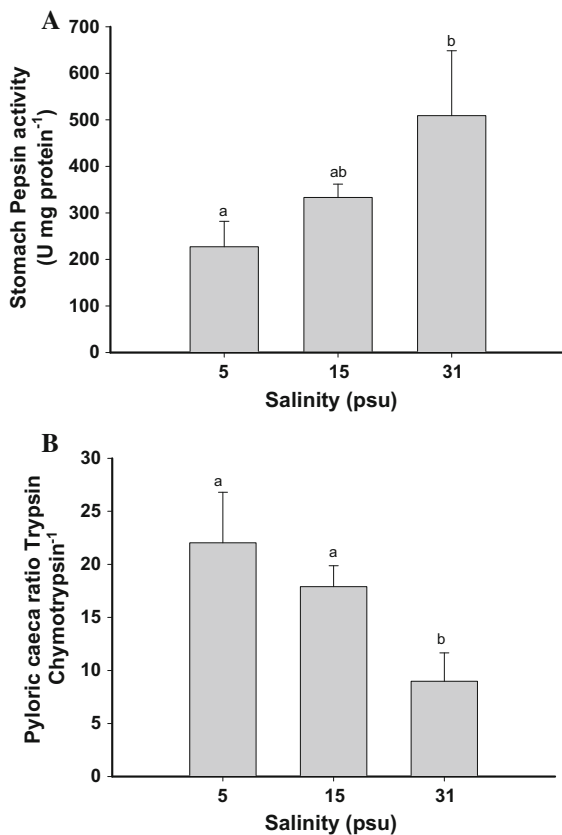 A
Stomach Pepsin activity
(U mg protein-1)
700
600
500
400
300
200
100
0
a
ab
b
5 15 31
Salinity (psu)
B
Pyloric caeca ratio Trypsin
Chymotrypsin-1
30
25
20
15
10
5
0
a
a
b
5 15 31
Salinity (psu)